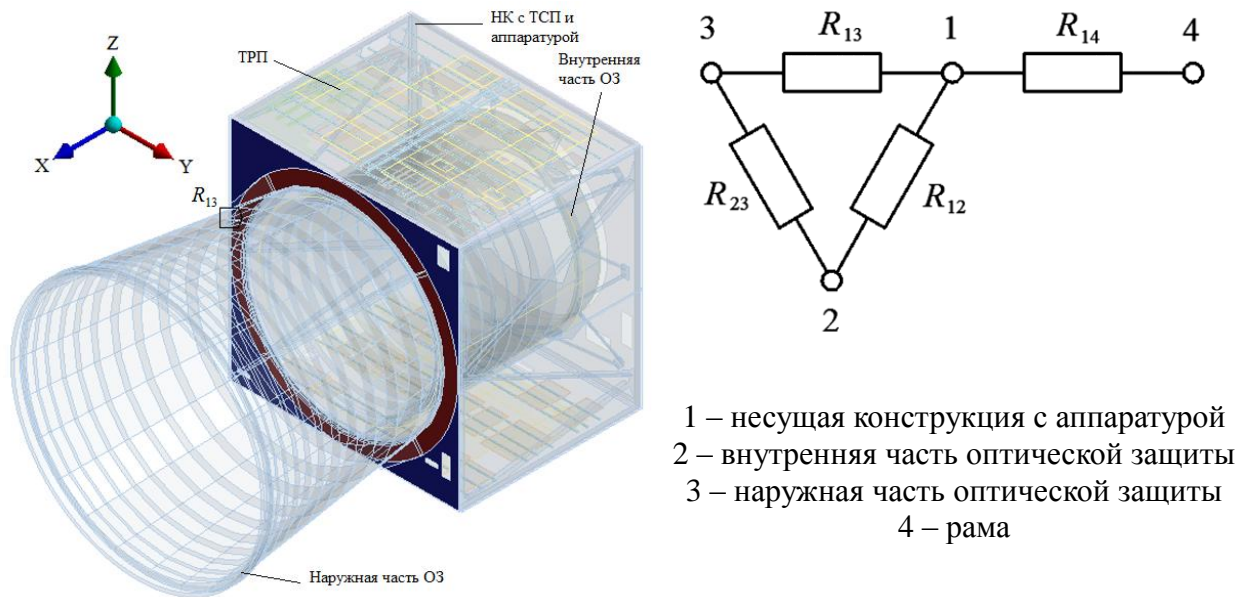 НК с ТСП и
аппаратурой
ТРП
Внутренняя
часть ОЗ
Z
X
Y
R13
Наружная часть ОЗ
3
R13
1
R14
4
R23
R12
2
1 – несущая конструкция с аппаратурой
2 – внутренняя часть оптической защиты
3 – наружная часть оптической защиты
4 – рама